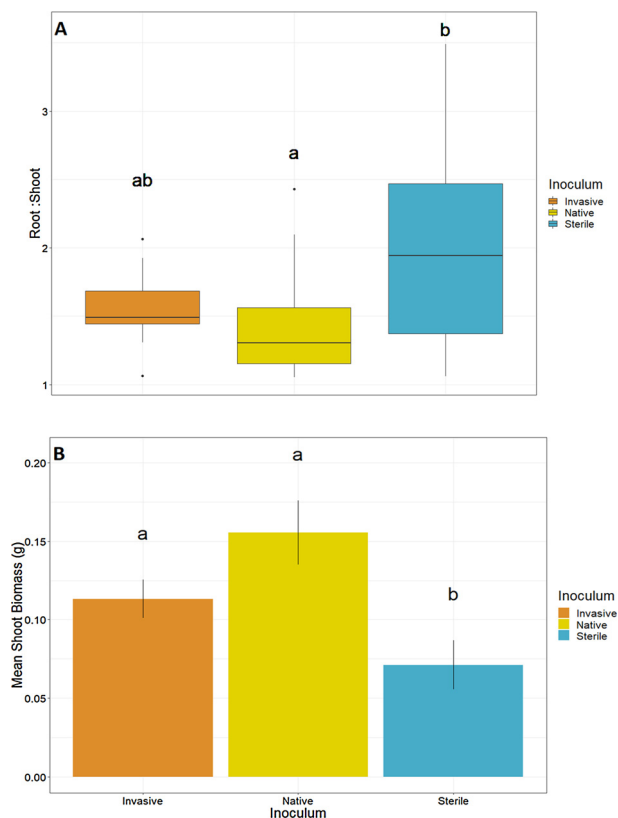 A
b
ab
a
3
2
1
Root :Shoot
Inoculum
Invasive
Native
Sterile
B
a
a
b
0.20
0.15
0.10
0.05
0.00
Mean Shoot Biomass (g)
Invasive
Native
Sterile
Inoculum
Inoculum
Invasive
Native
Sterile